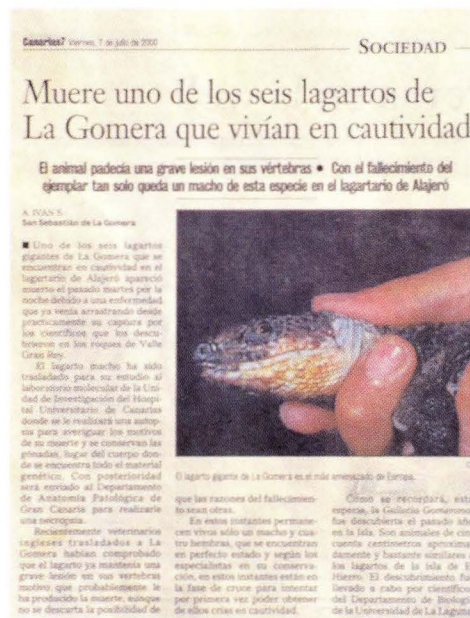 Canarias7 Viernes, 7 de julio de 2000
SOCIEDAD
Muere uno de los seis lagartos de
La Gomera que vivían en cautividad
El animal padecía una grave lesión en sus vértebras • Con el fallecimiento del
ejemplar tan solo queda un macho de esta especie en el lagartario de Alajeró
A. IVAN S.
San Sebastián de La Gomera
■ Uno de los seis lagartos
gigantes de La Gomera que se
encuentran en cautividad en el
lagartario de Alajeró apareció
muerto el pasado martes por la
noche debido a una enfermedad
que ya venía arrastrando desde
practicamente su captura por
los científicos que los descu-
brieron en los roques de Valle
Gran Rey.
El lagarto macho ha sido
trasladado para su estudio al
laboratorio molecular de la Uni-
dad de Investigación del Hospi-
tal Universitario de Canarias
donde se le realizará una autop-
sia para averiguar los motivos
de su muerte y se conservan las
gónadas, lugar del cuerpo don-
de se encuentra todo el material
genético. Con posterioridad
será enviado al Departamento
de Anatomía Patológica de
Gran Canaria para realizarle
una necropsia.
Recientemente veterinarios
ingleses trasladados a La
Gomera habían comprobado
que el lagarto ya mantenía una
grave lesión en sus vertebras
motivo que probablemente le
ha producido la muerte, aunque
no se descarta la posibilidad de
El lagarto gigante de La Gomera es el más amenazado de Europa.
que las razones del fallecimien-
to sean otras.
En estos instantes permane-
cen vivos sólo un macho y cua-
tro hembras, que se encuentran
en perfecto estado y según los
especialistas en su conserva-
ción, en estos instantes están en
la fase de cruce para intentar
por primera vez poder obtener
de ellos crías en cautividad.
Como se recordará, esta
especie, la Gallotia Gomerona,
fue descubierta el pasado año
en la isla. Son animales de cin-
cuenta centímetros aproxima-
damente y bastante similares a
los lagartos de la isla de El
Hierro. El descubrimiento fue
llevado a cabo por científicos
del Departamento de Biología
de la Universidad de La Laguna